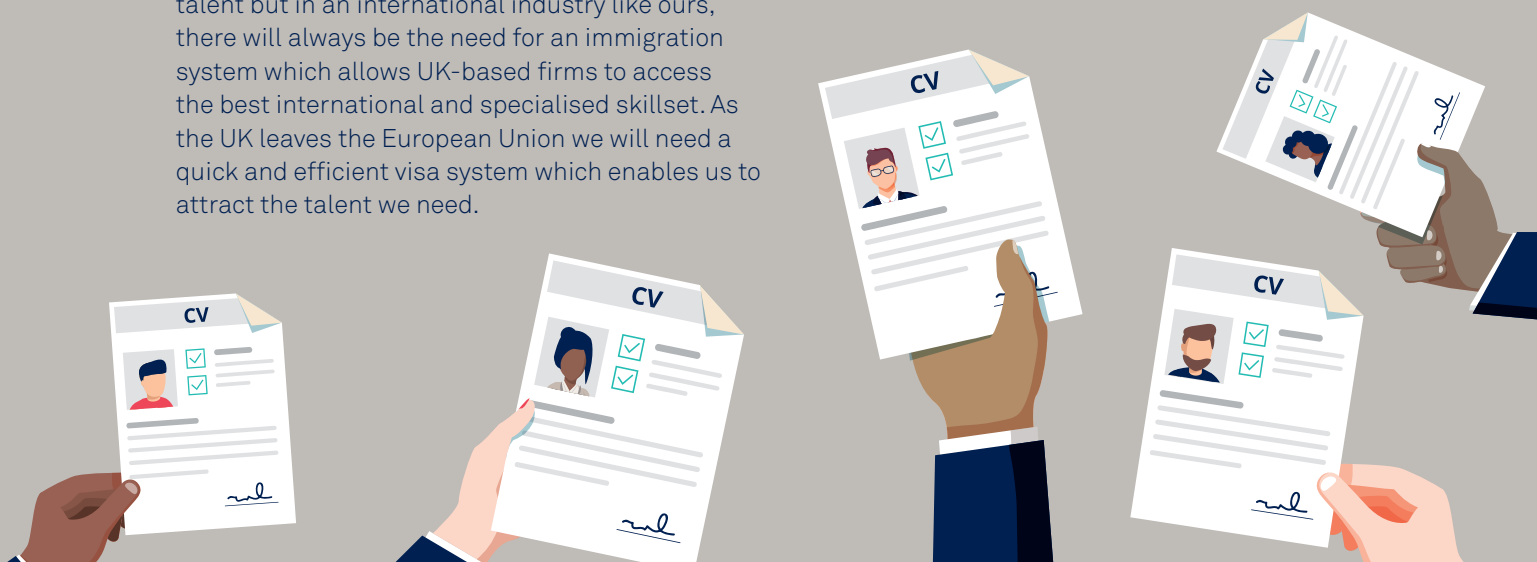 talent but in an international industry like ours,
there will always be the need for an immigration
system which allows UK-based firms to access
the best international and specialised skillset. As
the UK leaves the European Union we will need a
quick and efficient visa system which enables us to
attract the talent we need.
CV
CV
CV
CV
CV